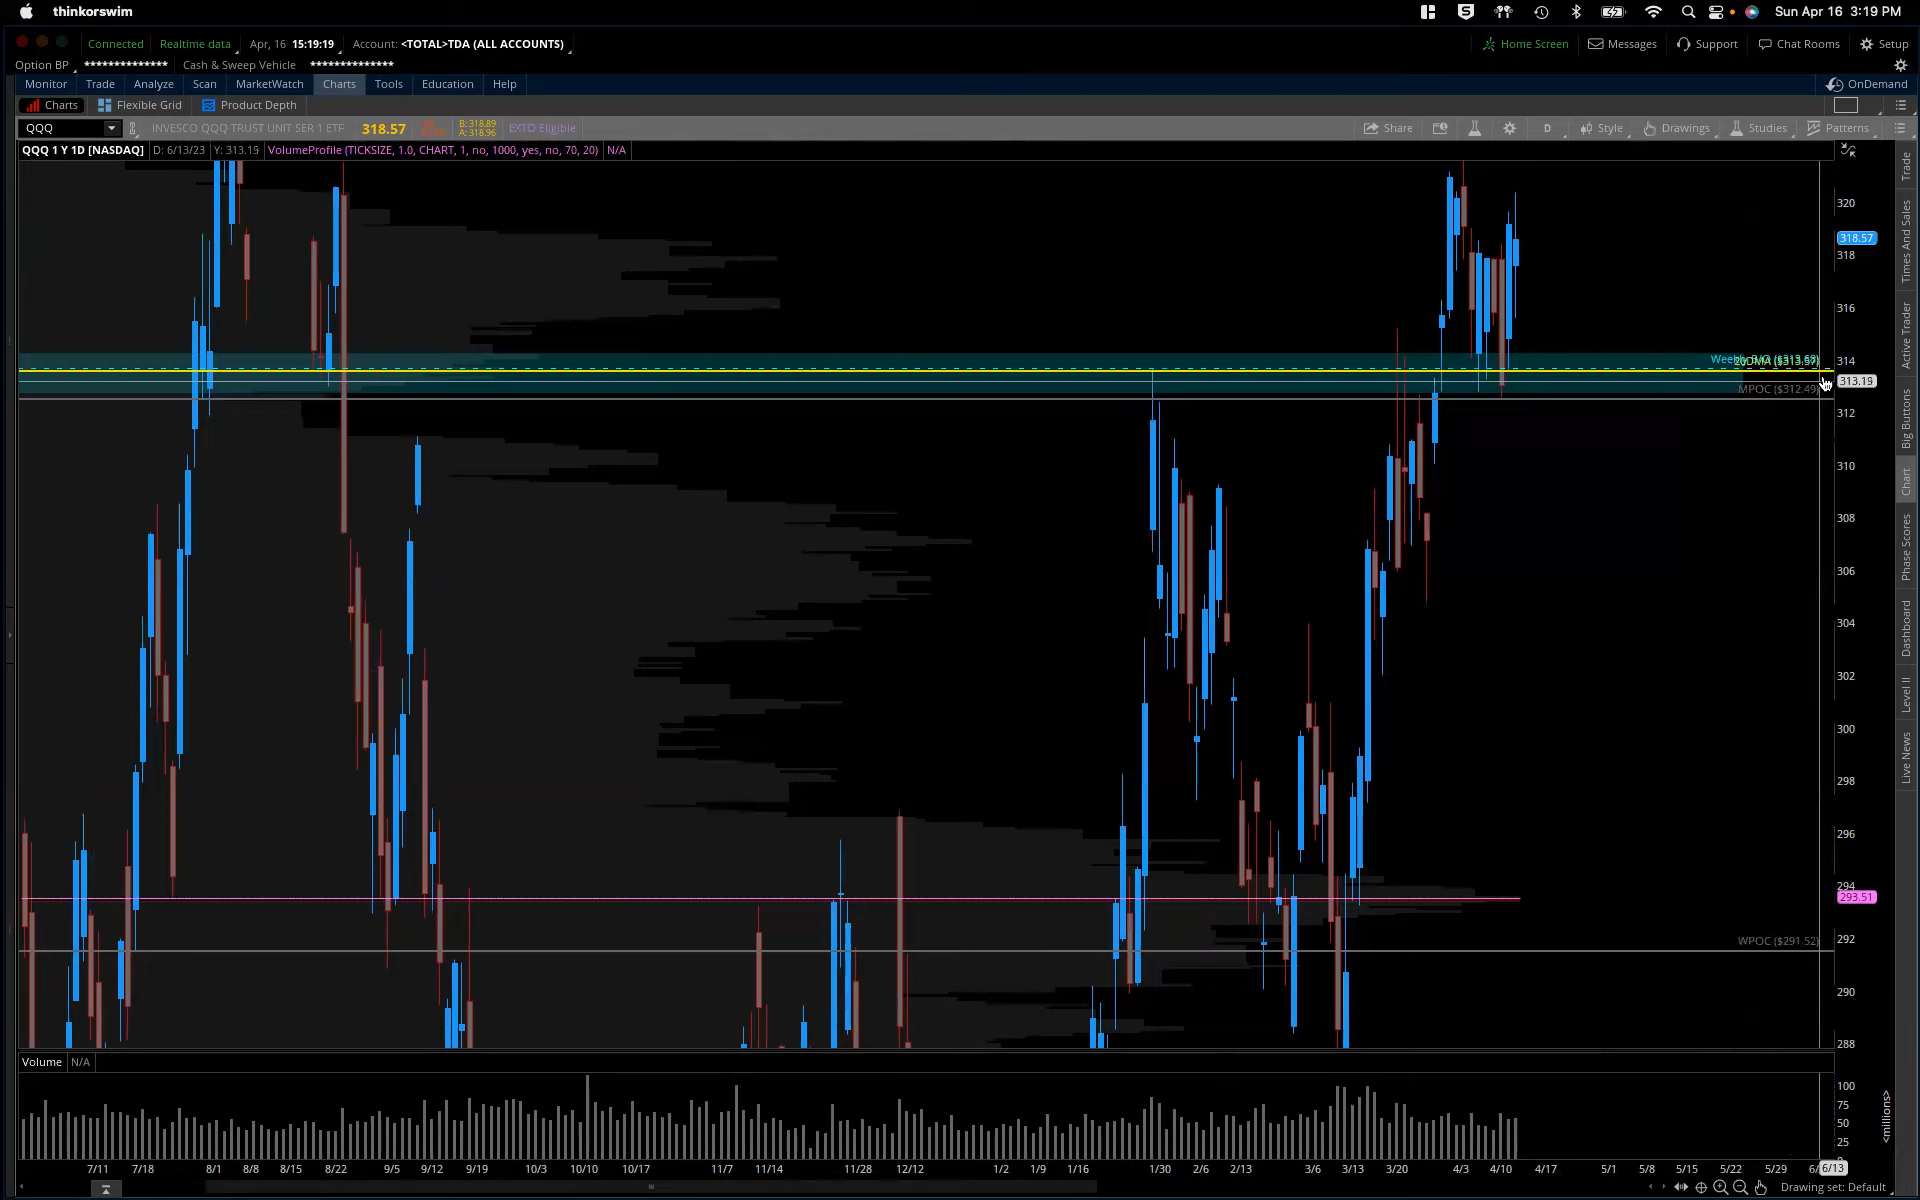 thinkorswim
Sun Apr 16 3:19 PM
Connected Realtime data Apr, 16 15:19:19 Account: <TOTAL>TDA (ALL ACCOUNTS)
Home Screen Messages Support Chat Rooms Setup
Option BP ************** Cash & Sweep Vehicle **************
Monitor Trade Analyze Scan MarketWatch Charts Tools Education Help
OnDemand
Charts Flexible Grid Product Depth
QQQ INVESCO QQQ TRUST UNIT SER 1 ETF 318.57 B: 318.89
A: 318.96 EXTO Eligible
Share D Style Drawings Studies Patterns
QQQ 1 Y 1D [NASDAQ] D: 6/13/23 Y: 313.15 VolumeProfile (TICKSIZE, 1.0, CHART, 1, no, 1000, yes, no, 70, 20) N/A
320
318.57
318
316
314
313.19
MPOC ($312.49)
312
310
308
306
304
302
300
298
296
294
293.51
WPOC ($291.52)
292
290
288
Trade
Times And Sales
Active Trader
Big Buttons
Chart
Phase Scores
Dashboard
Level II
Live News
Volume N/A
100
75
50
25
<millions>
7/11 7/18 8/1 8/8 8/15 8/22 9/5 9/12 9/19 10/3 10/10 10/17 11/7 11/14 11/28 12/12 1/2 1/9 1/16 1/30 2/6 2/13 3/6 3/13 3/20 4/3 4/10 4/17 5/1 5/8 5/15 5/22 5/29 6/13
Drawing set: Default